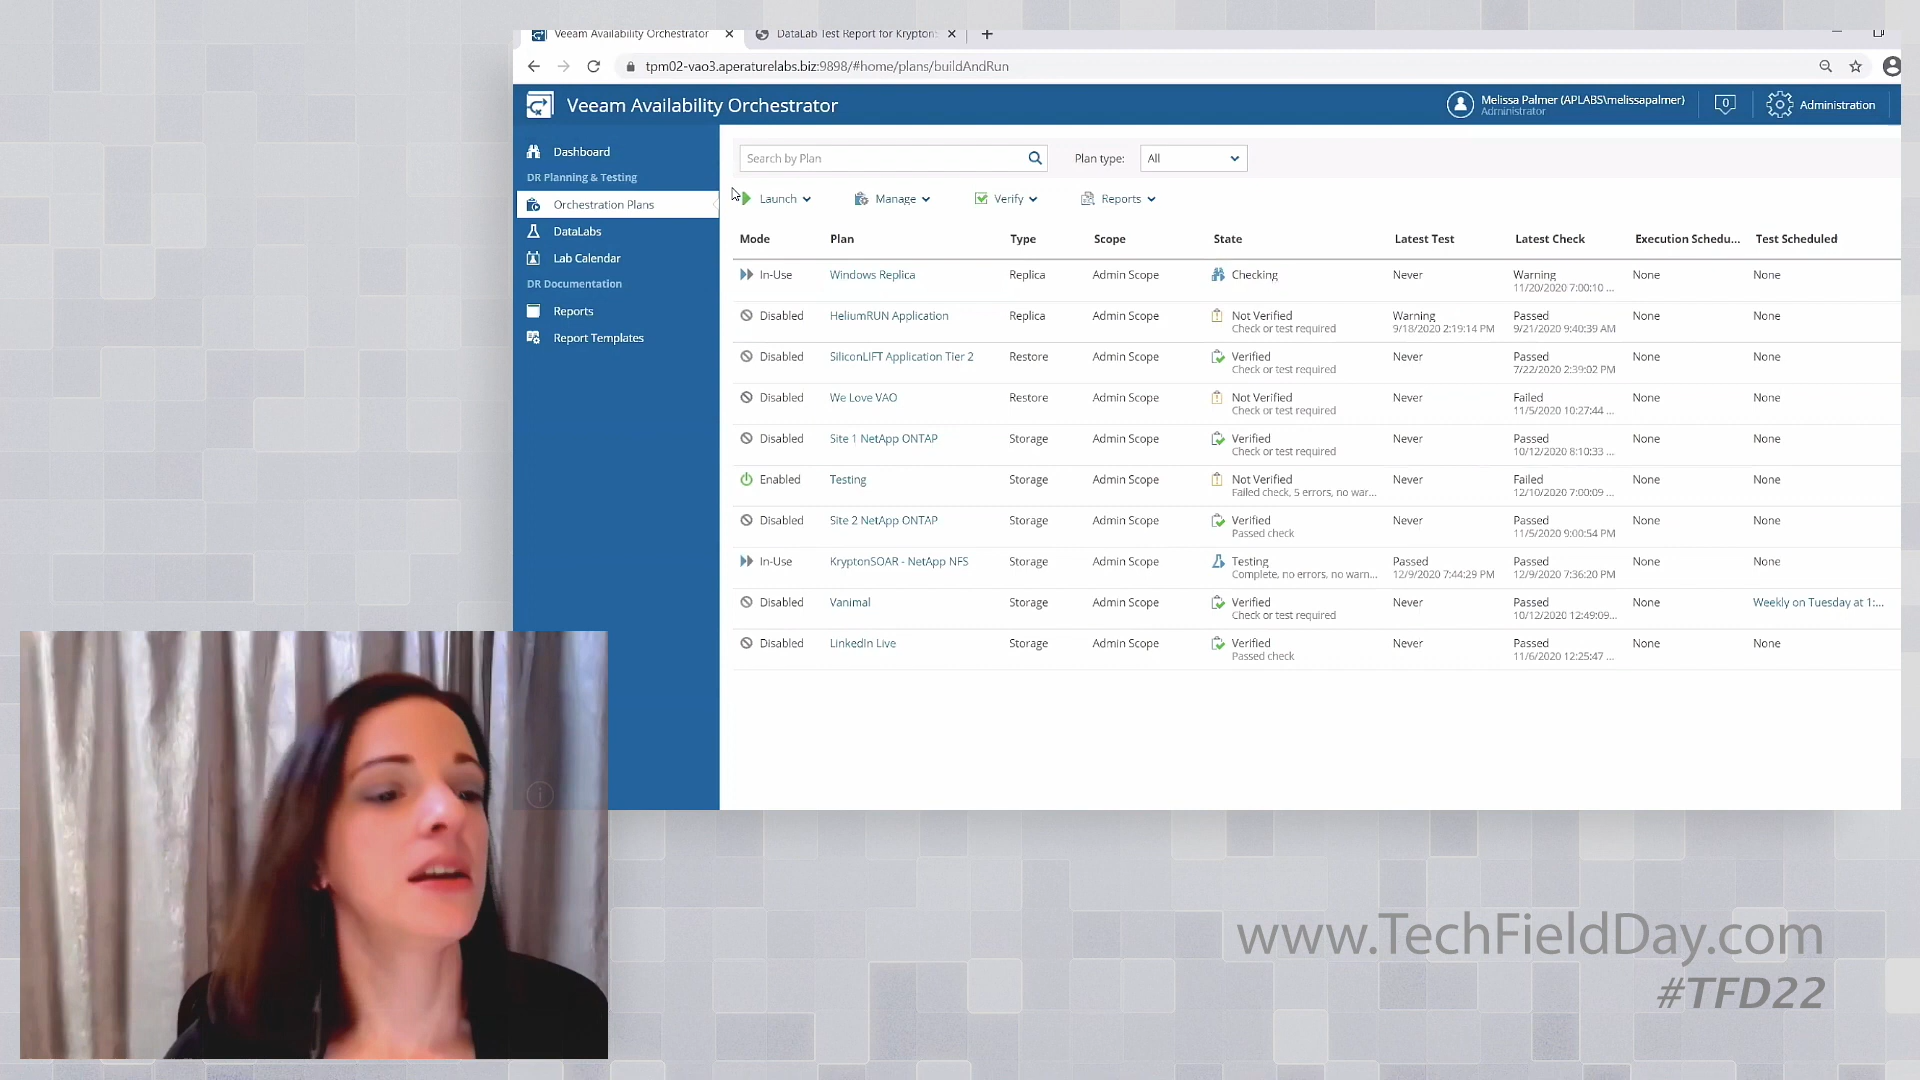 Veeam Availability Orchestrator
DataLab Test Report for Krypton
tpm02-vao3.aperaturelabs.biz:9898/#home/plans/buildAndRun
Veeam Availability Orchestrator
Melissa Palmer (APLABS\melissapalmer)
Administrator
0
Administration
Dashboard
DR Planning & Testing
Orchestration Plans
DataLabs
Lab Calendar
DR Documentation
Reports
Report Templates
Search by Plan
Plan type:
All
Launch
Manage
Verify
Reports
Mode Plan Type Scope State Latest Test Latest Check Execution Schedu... Test Scheduled
In-Use Windows Replica Replica Admin Scope Checking Never Warning None None
11/20/2020 7:00:10 ...
Disabled HeliumRUN Application Replica Admin Scope Not Verified Warning Passed None None
Check or test required 9/18/2020 2:19:14 PM 9/21/2020 9:40:39 AM
Disabled SiliconLIFT Application Tier 2 Restore Admin Scope Verified Never Passed None None
Check or test required 7/22/2020 2:39:02 PM
Disabled We Love VAO Restore Admin Scope Not Verified Never Failed None None
Check or test required 11/5/2020 10:27:44 ...
Disabled Site 1 NetApp ONTAP Storage Admin Scope Verified Never Passed None None
Check or test required 10/12/2020 8:10:33 ...
Enabled Testing Storage Admin Scope Not Verified Never Failed None None
Failed check, 5 errors, no war... 12/10/2020 7:00:09 ...
Disabled Site 2 NetApp ONTAP Storage Admin Scope Verified Never Passed None None
Passed check 11/5/2020 9:00:54 PM
In-Use KryptonSOAR - NetApp NFS Storage Admin Scope Testing Passed Passed None None
Complete, no errors, no warn... 12/9/2020 7:44:29 PM 12/9/2020 7:36:20 PM
Disabled Vanimal Storage Admin Scope Verified Never Passed None Weekly on Tuesday at 1:...
Check or test required 10/12/2020 12:49:09...
Disabled LinkedIn Live Storage Admin Scope Verified Never Passed None None
Passed check 11/6/2020 12:25:47 ...
www.TechFieldDay.com
#TFD22